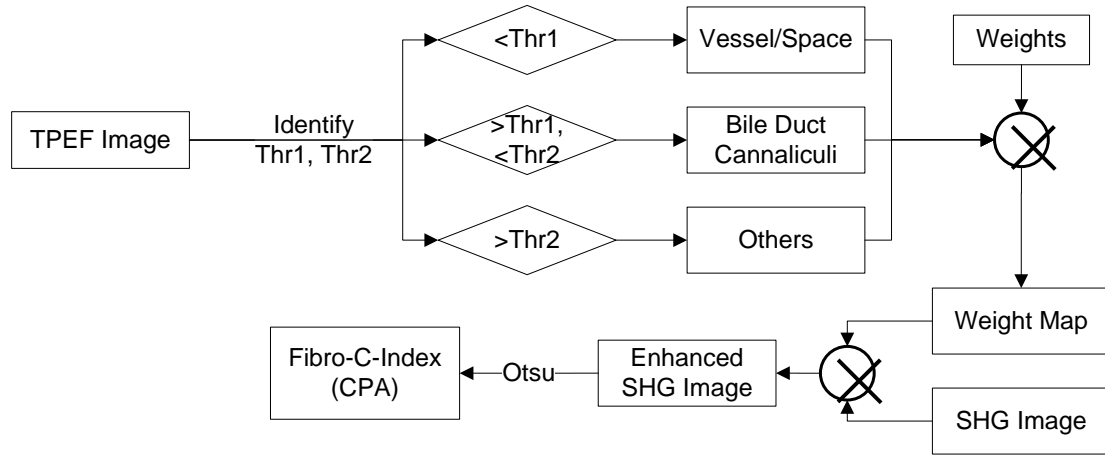 <Thr1
Vessel/Space
Weights
TPEF Image
Identify
Thr1, Thr2
>Thr1,
<Thr2
Bile Duct
Cannaliculi
>Thr2
Others
Weight Map
Fibro-C-Index
(CPA)
Otsu
Enhanced
SHG Image
SHG Image